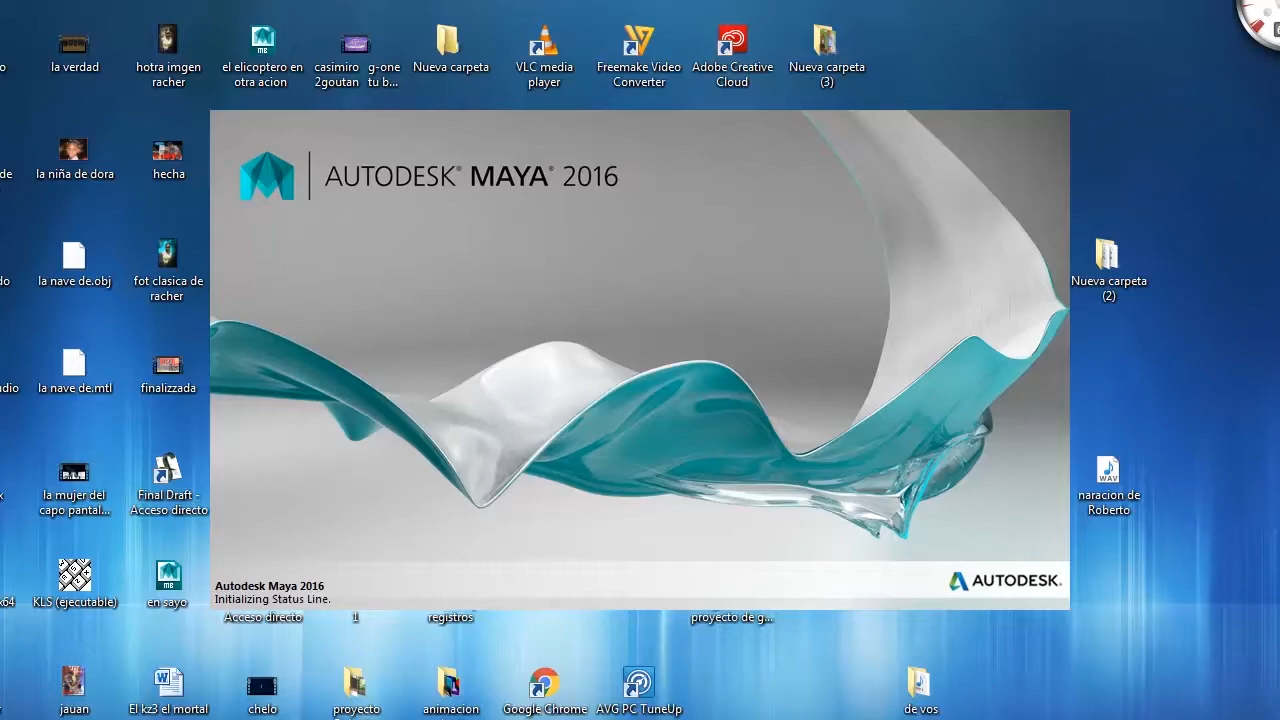 o
la verdad
hotra imgen
racher
el elicoptero en
otra acion
casimiro
2goutan
g-one
tu b...
Nueva carpeta
VLC media
player
Freemake Video
Converter
Adobe Creative
Cloud
Nueva carpeta
(3)
AUTODESK® MAYA® 2016
de
la niña de dora
hecha
do
la nave de.obj
fot clasica de
racher
Nueva carpeta
(2)
dio
la nave de.mtl
finalizzada
x
la mujer del
capo pantal...
Final Draft -
Acceso directo
WAV
naracion de
Roberto
x64
KLS (ejecutable)
en sayo
Autodesk Maya 2016
Initializing Status Line.
AUTODESK.
Acceso directo
1
registros
proyecto de g...
jauan
El kz3 el mortal
chelo
proyecto
animacion
Google Chrome
AVG PC TuneUp
de vos